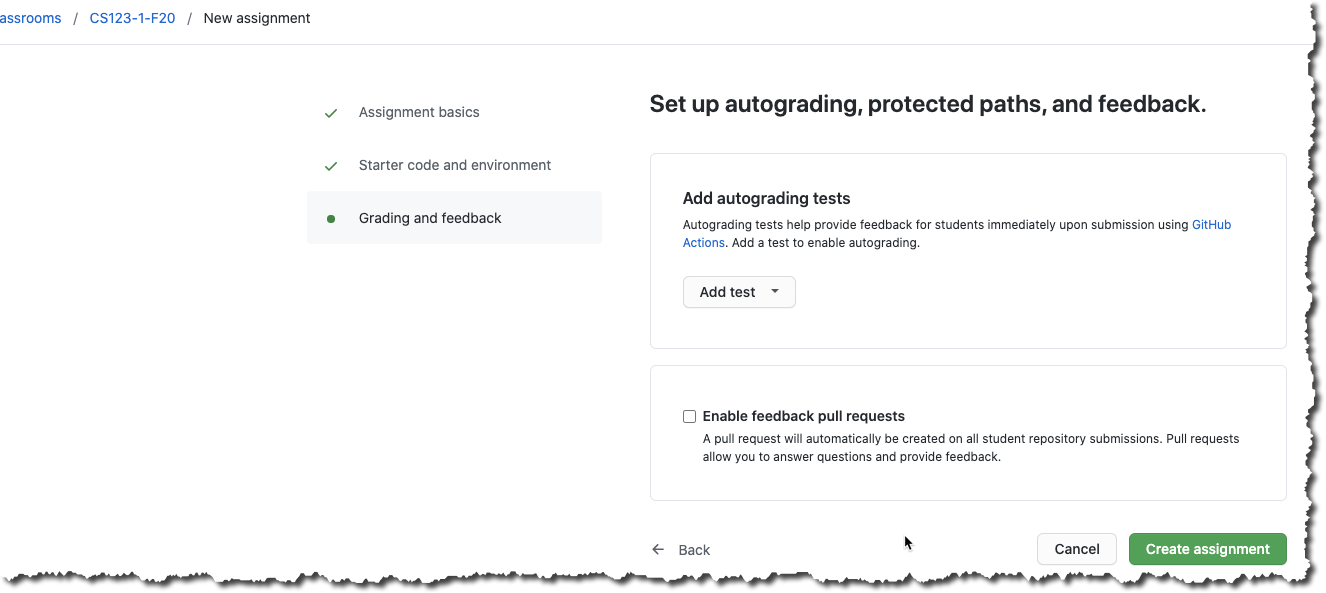 assrooms / CS123-1-F20 / New assignment
Assignment basics
Starter code and environment
Grading and feedback
Set up autograding, protected paths, and feedback.
Add autograding tests
Autograding tests help provide feedback for students immediately upon submission using GitHub
Actions. Add a test to enable autograding.
Add test
Enable feedback pull requests
A pull request will automatically be created on all student repository submissions. Pull requests
allow you to answer questions and provide feedback.
Back
Cancel
Create assignment